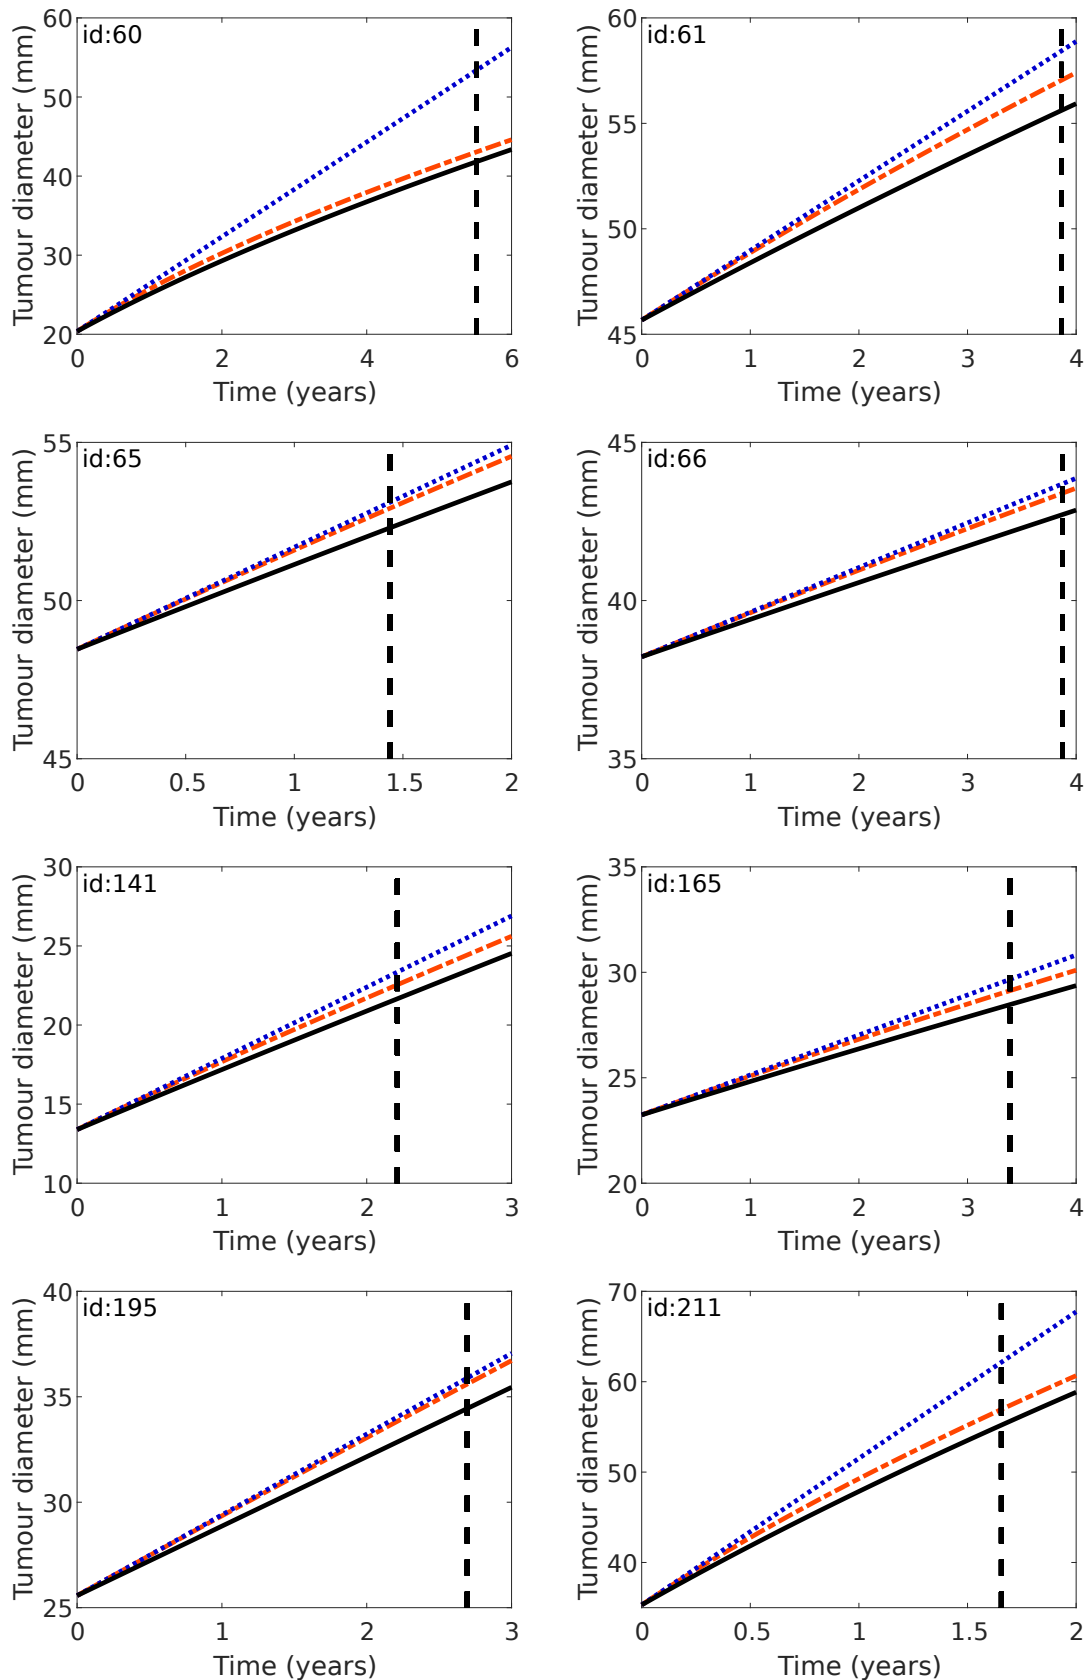 id:60
Tumour diameter (mm)
60
50
40
30
20
0 2 4 6
Time (years)
id:61
Tumour diameter (mm)
60
55
50
45
0 1 2 3 4
Time (years)
id:65
Tumour diameter (mm)
55
50
45
0 0.5 1 1.5 2
Time (years)
id:66
Tumour diameter (mm)
45
40
35
0 1 2 3 4
Time (years)
id:141
Tumour diameter (mm)
30
25
20
15
10
0 1 2 3
Time (years)
id:165
Tumour diameter (mm)
35
30
25
20
0 1 2 3 4
Time (years)
id:195
Tumour diameter (mm)
40
35
30
25
0 1 2 3
Time (years)
id:211
Tumour diameter (mm)
70
60
50
40
0 0.5 1 1.5 2
Time (years)